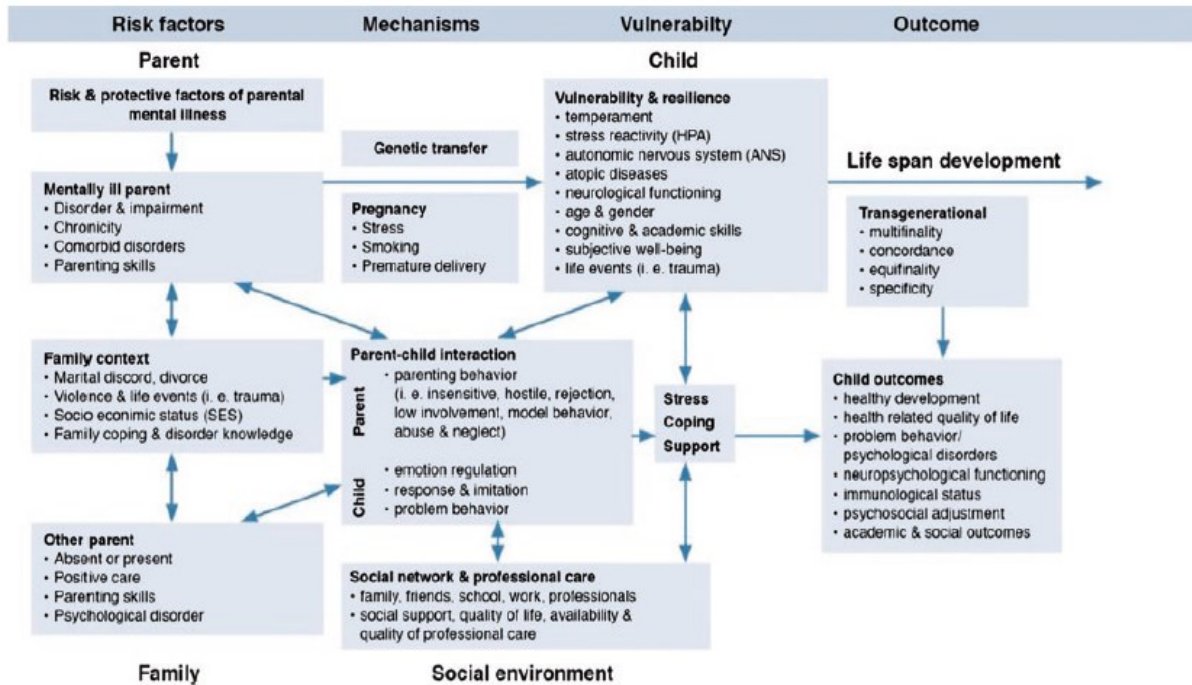 Risk factors
Mechanisms
Vulnerabilty
Outcome
Parent
Child
Risk & protective factors of parental
mental illness
Mentally ill parent
• Disorder & impairment
• Chronicity
• Comorbid disorders
• Parenting skills
Family context
• Marital discord, divorce
• Violence & life events (i. e. trauma)
• Socio econimic status (SES)
• Family coping & disorder knowledge
Other parent
• Absent or present
• Positive care
• Parenting skills
• Psychological disorder
Family
Genetic transfer
Pregnancy
• Stress
• Smoking
• Premature delivery
Parent-child interaction
Parent
• parenting behavior
(i. e. insensitive, hostile, rejection,
low involvement, model behavior,
abuse & neglect)
Child
• emotion regulation
• response & imitation
• problem behavior
Social network & professional care
• family, friends, school, work, professionals
• social support, quality of life, availability &
quality of professional care
Social environment
Vulnerability & resilience
• temperament
• stress reactivity (HPA)
• autonomic nervous system (ANS)
• atopic diseases
• neurological functioning
- age & gender
• cognitive & academic skills
• subjective well-being
• life events (i. e. trauma)
Stress
Coping
Support
Life span development
Transgenerational
• multifinality
• concordance
• equifinality
• specificity
Child outcomes
• healthy development
• health related quality of life
• problem behavior/
psychological disorders
• neuropsychological functioning
• immunological status
• psychosocial adjustment
• academic & social outcomes